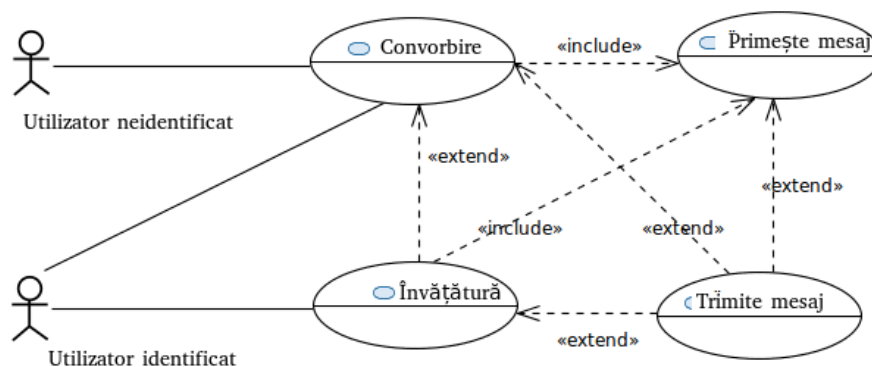 Convorbire
«include»
Primește mesaj
Utilizator neidentificat
«extend»
«extend»
«include»
«extend»
Învățătură
Trimite mesaj
«extend»
Utilizator identificat